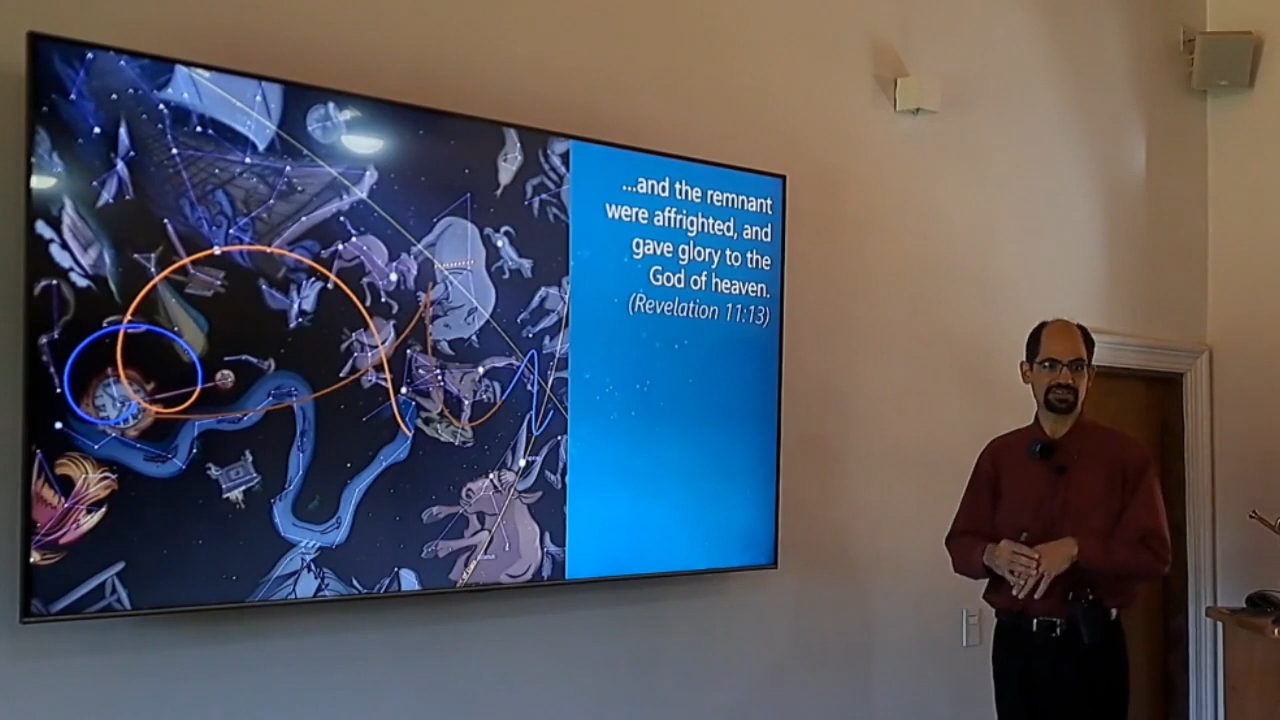 ...and the remnant
were affrighted, and
gave glory to the
God of heaven.
(Revelation 11:13)